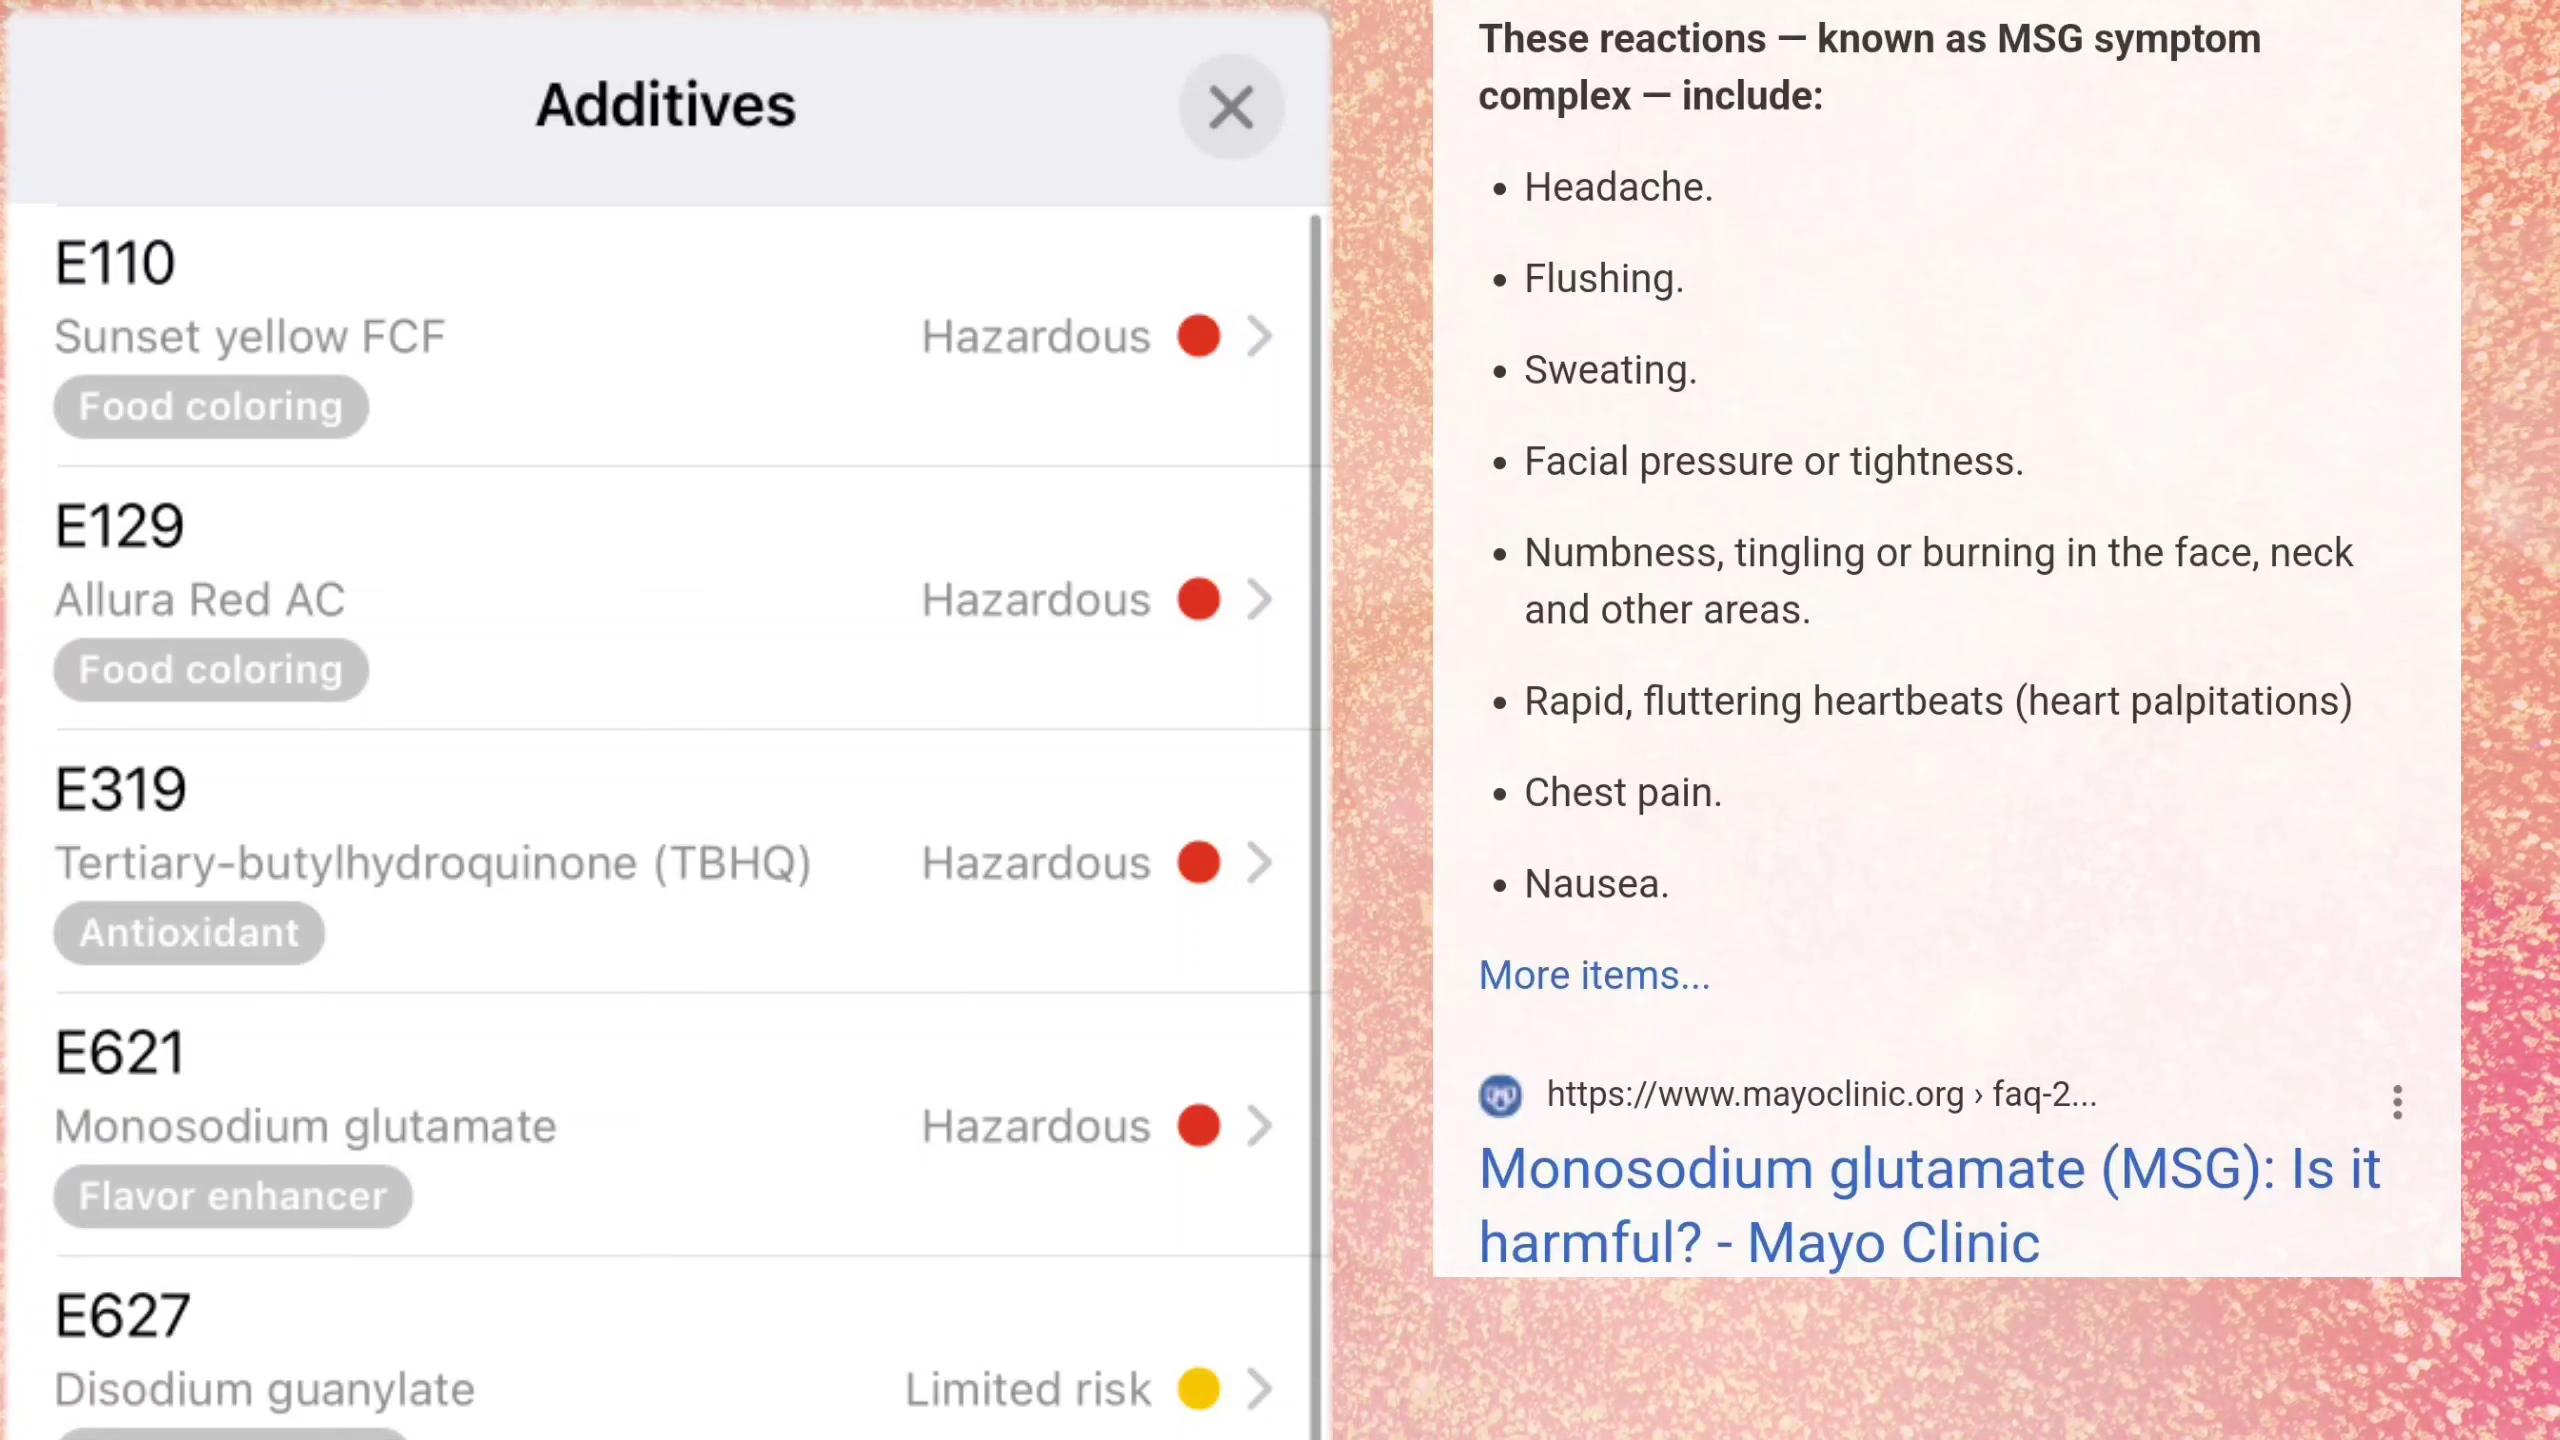 Additives
E110
Sunset yellow FCF
Hazardous
Food coloring
E129
Allura Red AC
Hazardous
Food coloring
E319
Tertiary-butylhydroquinone (TBHQ)
Hazardous
Antioxidant
E621
Monosodium glutamate
Hazardous
Flavor enhancer
E627
Disodium guanylate
Limited risk
These reactions — known as MSG symptom
complex — include:
• Headache.
• Flushing.
• Sweating.
• Facial pressure or tightness.
• Numbness, tingling or burning in the face, neck
and other areas.
• Rapid, fluttering heartbeats (heart palpitations)
• Chest pain.
• Nausea.
More items...
https://www.mayoclinic.org › faq-2...
Monosodium glutamate (MSG): Is it
harmful? - Mayo Clinic